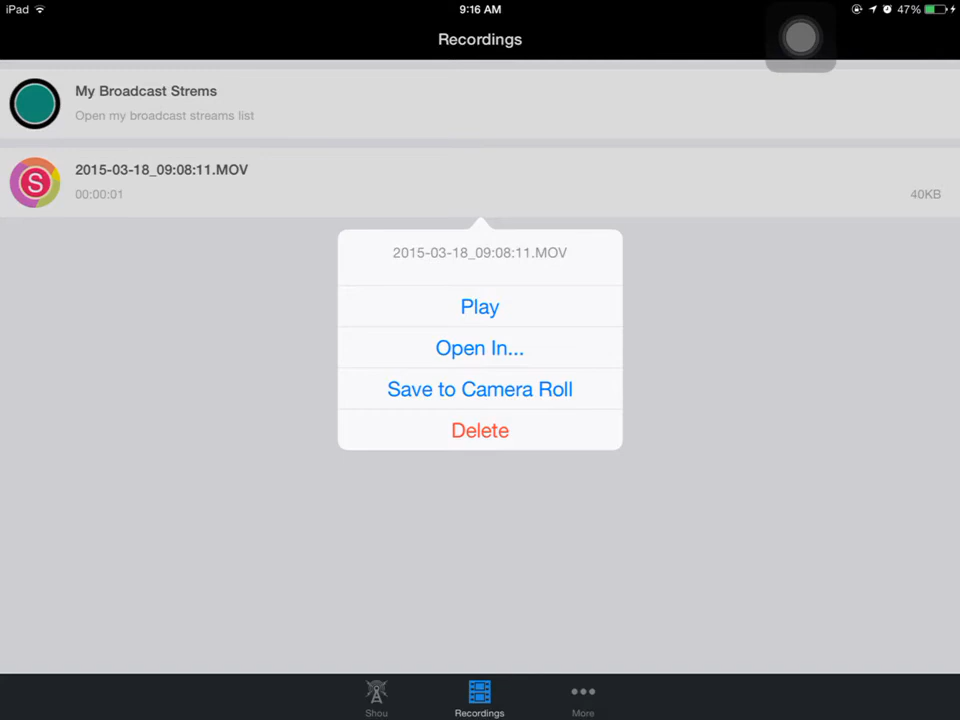 iPad 9:16 AM 47%
Recordings
My Broadcast Strems
Open my broadcast streams list
S
2015-03-18_09:08:11.MOV
00:00:01 40KB
2015-03-18_09:08:11.MOV
Play
Open In...
Save to Camera Roll
Delete
Shou Recordings More